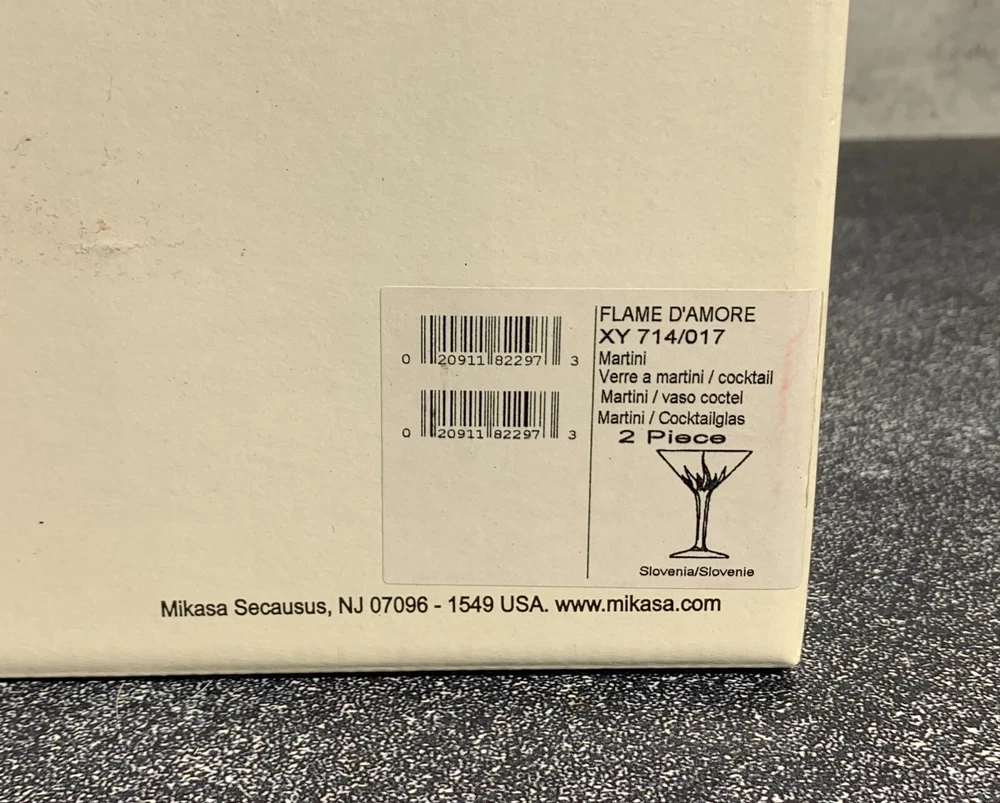 0 20911 82297 3
0 20911 82297 3
FLAME D'AMORE
XY 714/017
Martini
Verre a martini / cocktail
Martini / vaso coctel
Martini / Cocktailglas
2 Piece
Slovenia/Slovenie
Mikasa Secausus, NJ 07096 - 1549 USA. www.mikasa.com